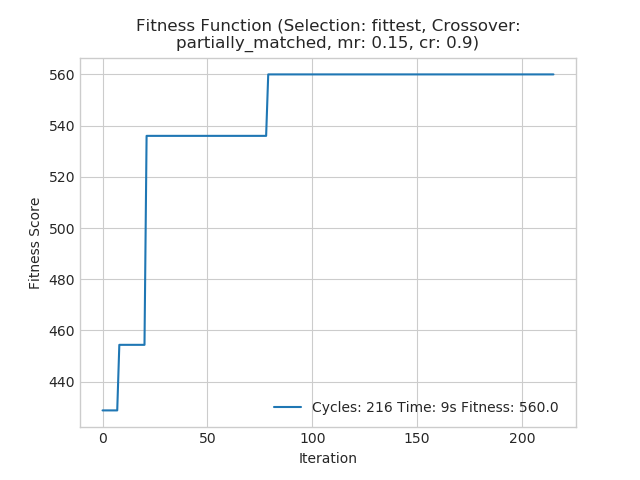 Fitness Function (Selection: fittest, Crossover:
partially_matched, mr: 0.15, cr: 0.9)
560
540
520
500
480
460
440
Fitness Score
Cycles: 216 Time: 9s Fitness: 560.0
0 50 100 150 200
Iteration